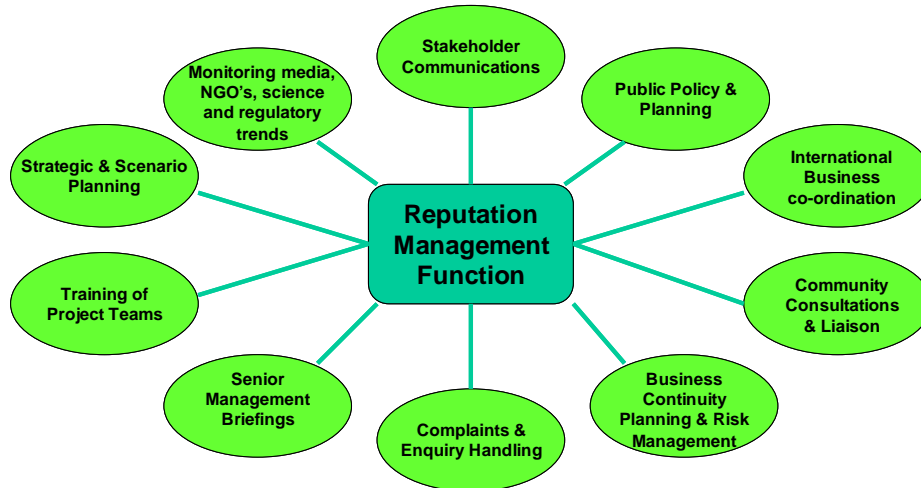 Stakeholder
Communications
Monitoring media,
NGO's, science
and regulatory
trends
Public Policy &
Planning
Strategic & Scenario
Planning
International
Business
co-ordination
Reputation
Management
Function
Training of
Project Teams
Community
Consultations
& Liaison
Senior
Management
Briefings
Complaints &
Enquiry Handling
Business
Continuity
Planning & Risk
Management